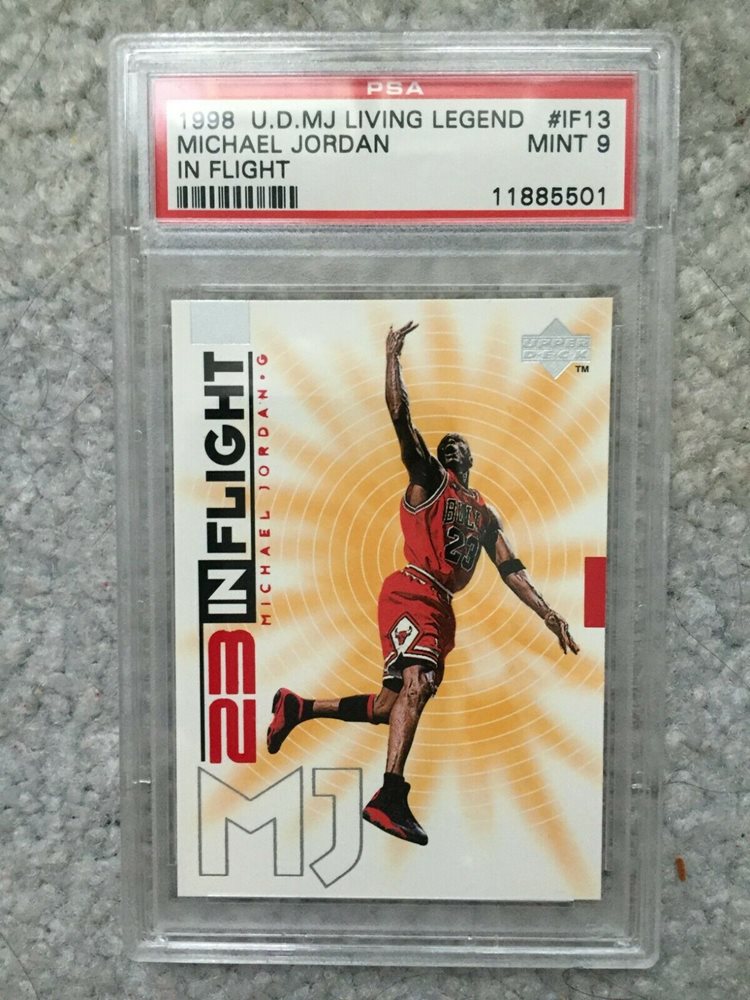 PSA
1998 U.D.MJ LIVING LEGEND #IF13
MICHAEL JORDAN MINT 9
IN FLIGHT
11885501
UPPER
DECK
TM
23 IN FLIGHT
MICHAEL JORDAN•G
BULLS
23
MJ